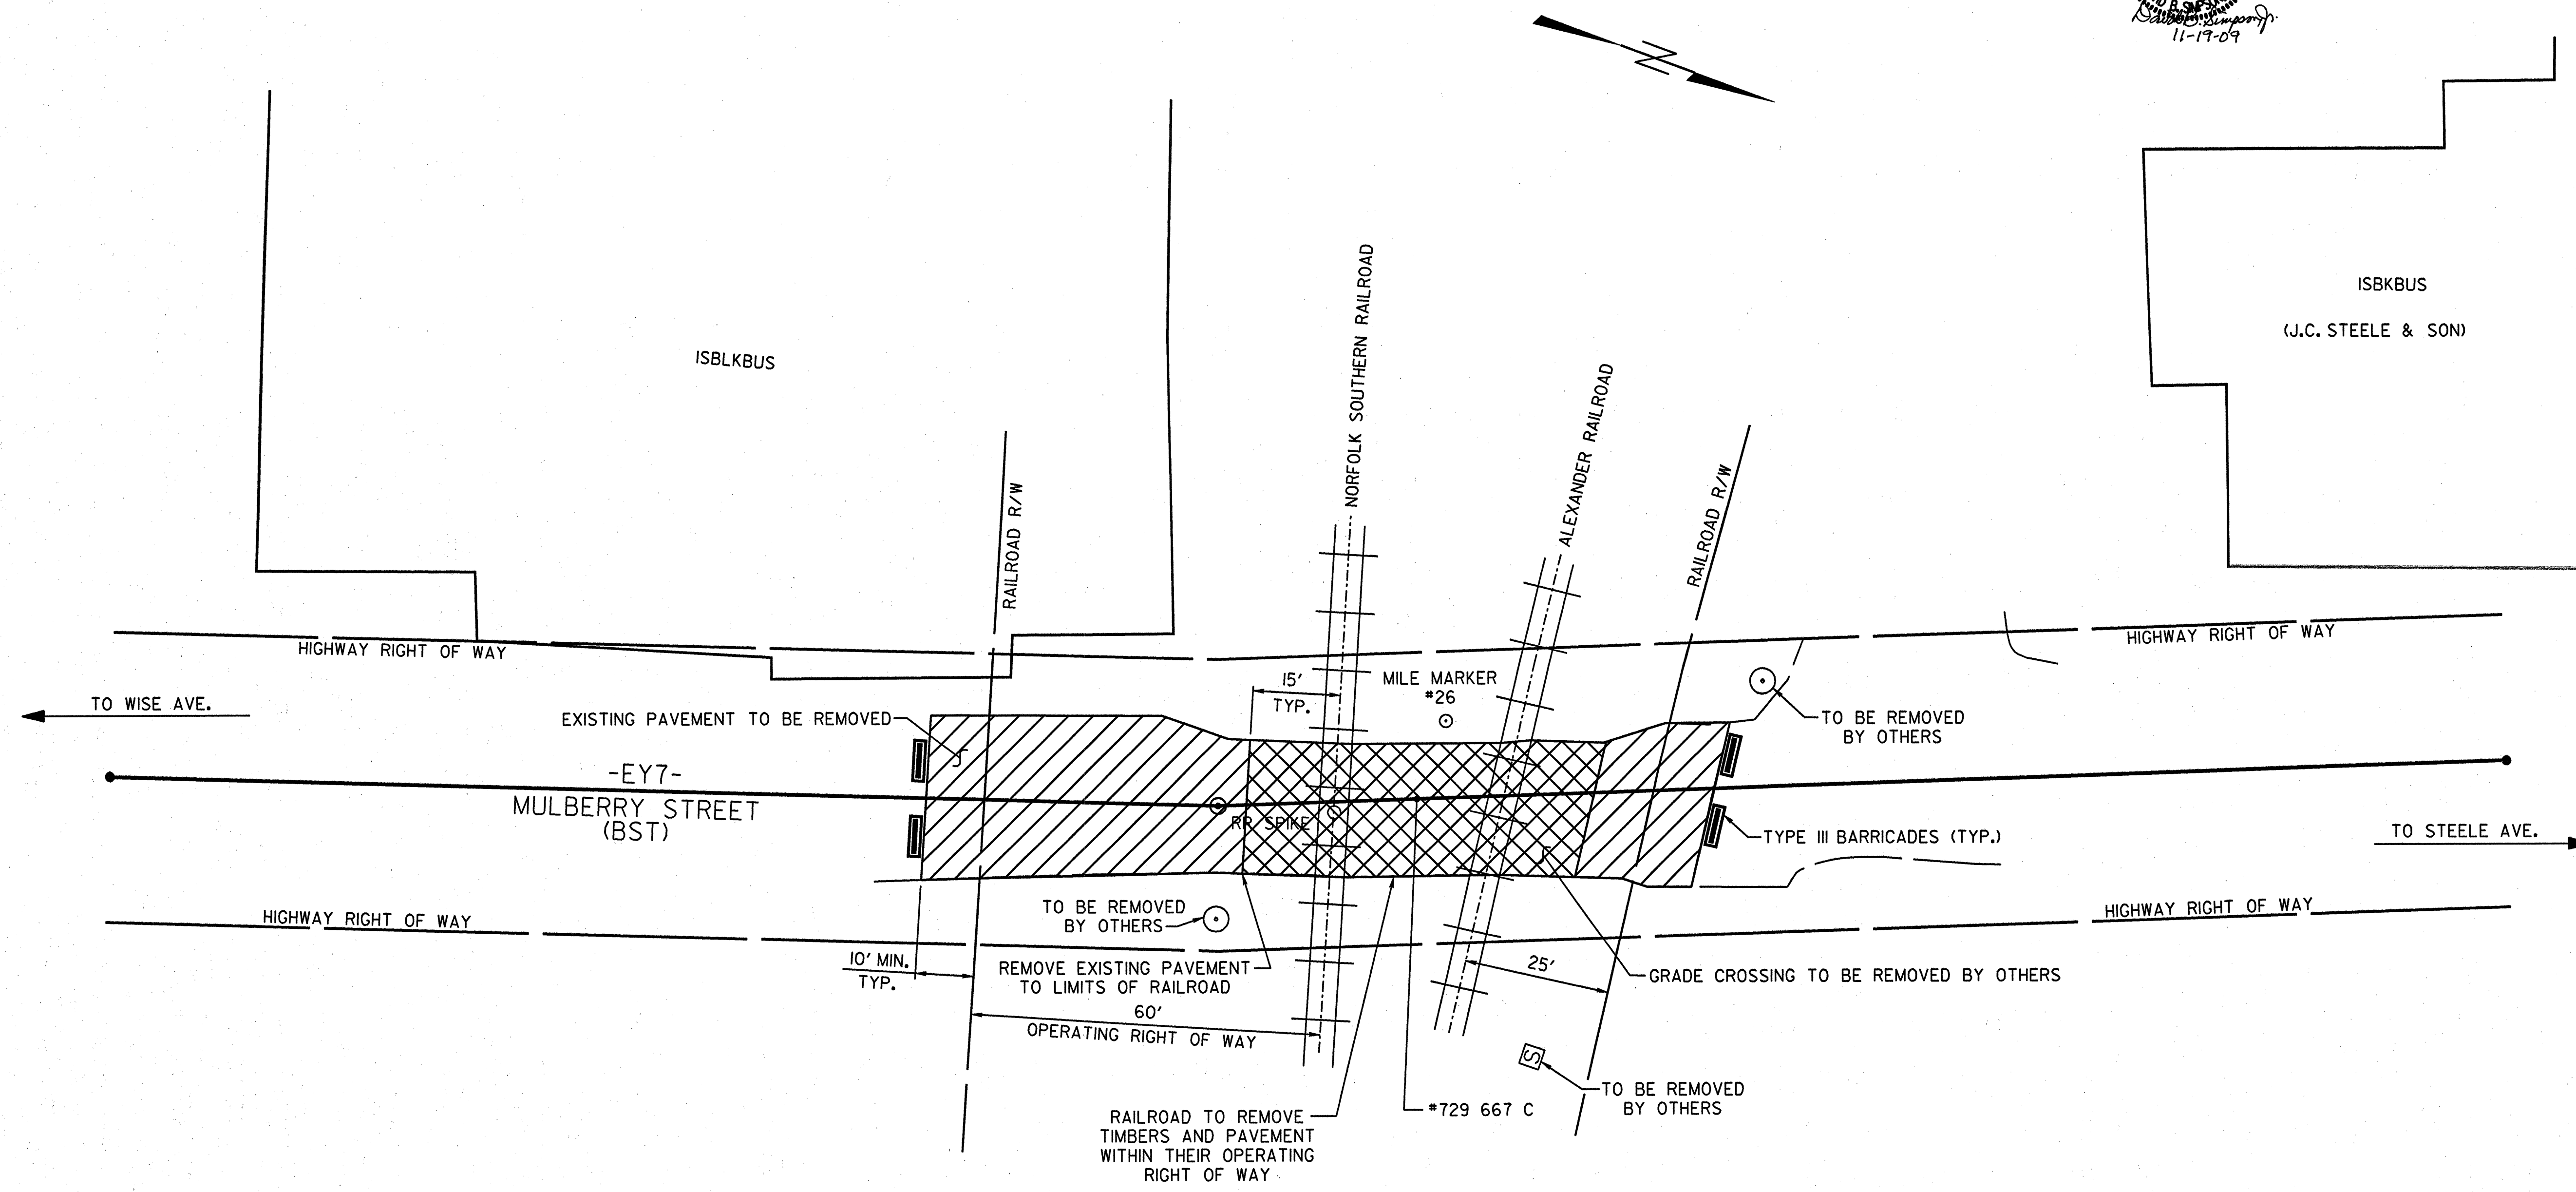 B. SIMPSON
David B. Simpson Jr.
11-19-09
N
ISBLKBUS
ISBKBUS
(J.C. STEELE & SON)
NORFOLK SOUTHERN RAILROAD
ALEXANDER RAILROAD
RAILROAD R/W
RAILROAD R/W
HIGHWAY RIGHT OF WAY
HIGHWAY RIGHT OF WAY
TO WISE AVE.
EXISTING PAVEMENT TO BE REMOVED
15'
TYP.
MILE MARKER
#26
TO BE REMOVED
BY OTHERS
-EY7-
MULBERRY STREET
(BST)
RR SPIKE
TYPE III BARRICADES (TYP.)
TO STEELE AVE.
HIGHWAY RIGHT OF WAY
HIGHWAY RIGHT OF WAY
TO BE REMOVED
BY OTHERS
10' MIN.
TYP.
REMOVE EXISTING PAVEMENT
TO LIMITS OF RAILROAD
25'
GRADE CROSSING TO BE REMOVED BY OTHERS
60'
OPERATING RIGHT OF WAY
S
TO BE REMOVED
BY OTHERS
#729 667 C
RAILROAD TO REMOVE
TIMBERS AND PAVEMENT
WITHIN THEIR OPERATING
RIGHT OF WAY